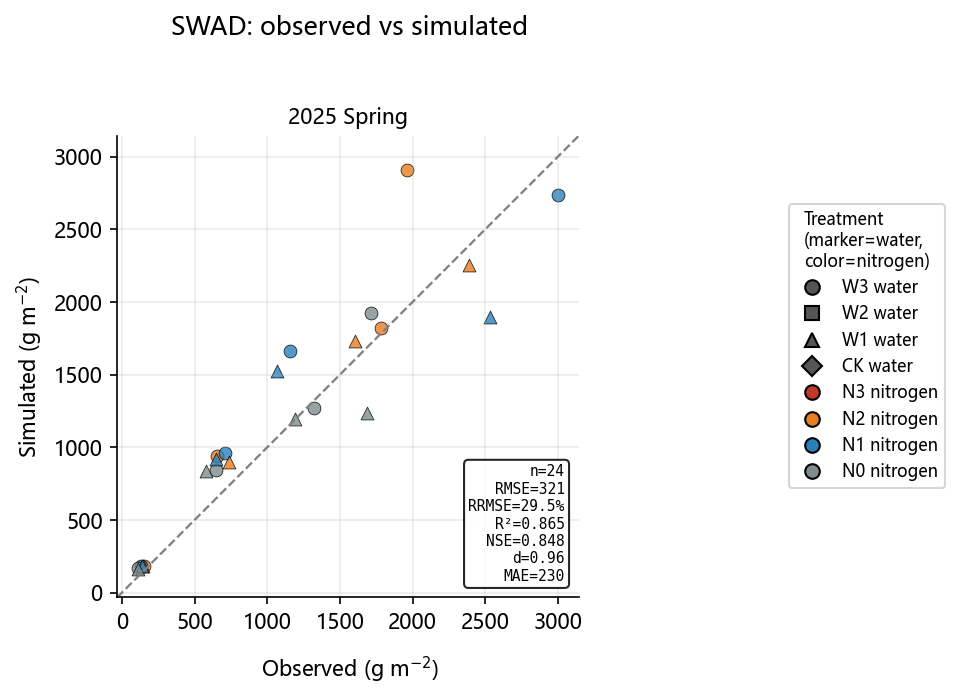 SWAD: observed vs simulated
2025 Spring
3000
2500
2000
1500
1000
500
0
Simulated (g m⁻²)
0 500 1000 1500 2000 2500 3000
Observed (g m⁻²)
n=24
RMSE=321
RRMSE=29.5%
R²=0.865
NSE=0.848
d=0.96
MAE=230
Treatment
(marker=water,
color=nitrogen)
W3 water
W2 water
W1 water
CK water
N3 nitrogen
N2 nitrogen
N1 nitrogen
N0 nitrogen